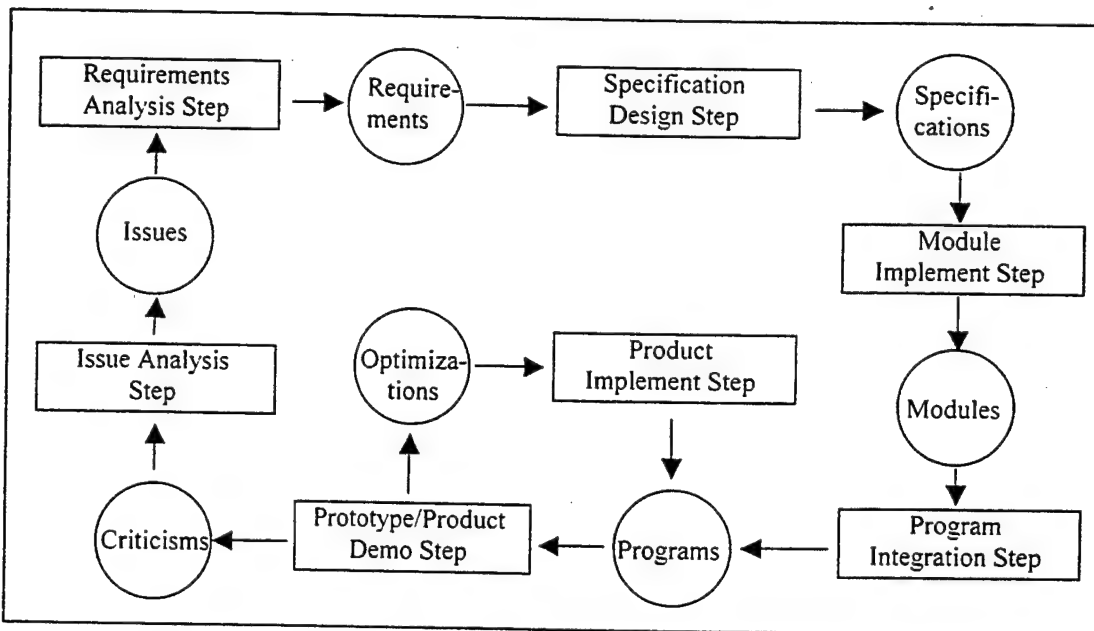 Requirements
Analysis Step
Require-
ments
Specification
Design Step
Specifi-
cations
Issues
Module
Implement Step
Issue Analysis
Step
Optimiza-
tions
Product
Implement Step
Modules
Criticisms
Prototype/Product
Demo Step
Programs
Program
Integration Step